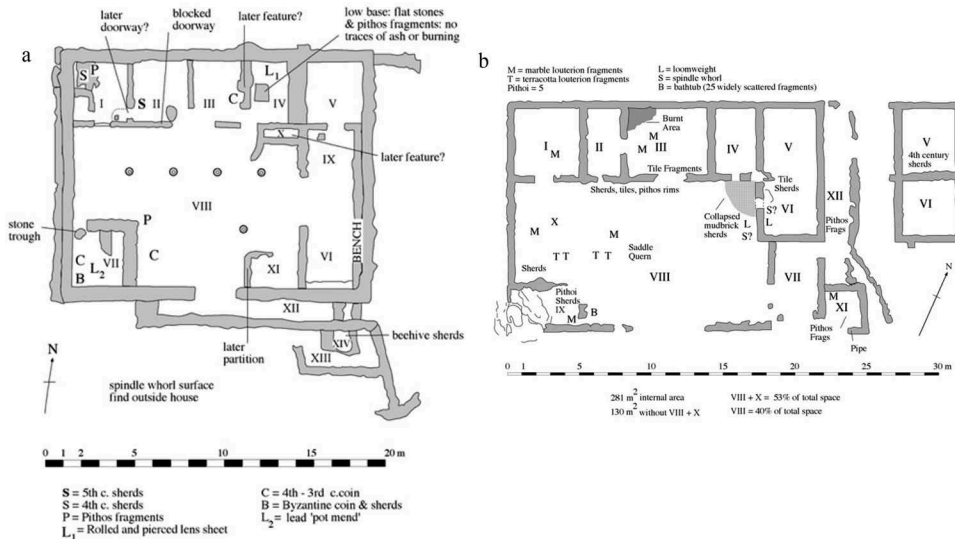 a
later
doorway?
blocked
doorway
later feature?
low base: flat stones
& pithos fragments: no
traces of ash or burning
S P
I
S II
III
C
L1
IV
V
X
IX
later feature?
VIII
stone
trough
P
VII
C
L2
B
C
XI
VI
BENCH
XII
XIV
XIII
beehive sherds
later
partition
N
spindle whorl surface
find outside house
0 1 2 5 10 15 20 m
S = 5th c. sherds
S = 4th c. sherds
P = Pithos fragments
L1 = Rolled and pierced lens sheet
C = 4th - 3rd c.coin
B = Byzantine coin & sherds
L2 = lead 'pot mend'
b
M = marble louterion fragments
T = terracotta louterion fragments
Pithoi = 5
L = loomweight
S = spindle whorl
B = bathtub (25 widely scattered fragments)
I M
II
M
M III
Burnt
Area
IV
V
V
4th century
sherds
Tile Fragments
Sherds, tiles, pithos rims
Tile
Sherds
Collapsed
mudbrick
sherds
S?
VI
L
L
S?
XII
Pithos
Frags
VI
X
M
M
T T
T T
Saddle
Quern
VIII
VII
Sherds
Pithoi
Sherds
IX
M
B
M
XI
Pithos
Frags
Pipe
N
0 1 5 10 15 20 25 30 m
281 m2 internal area
130 m2 without VIII + X
VIII + X = 53% of total space
VIII = 40% of total space